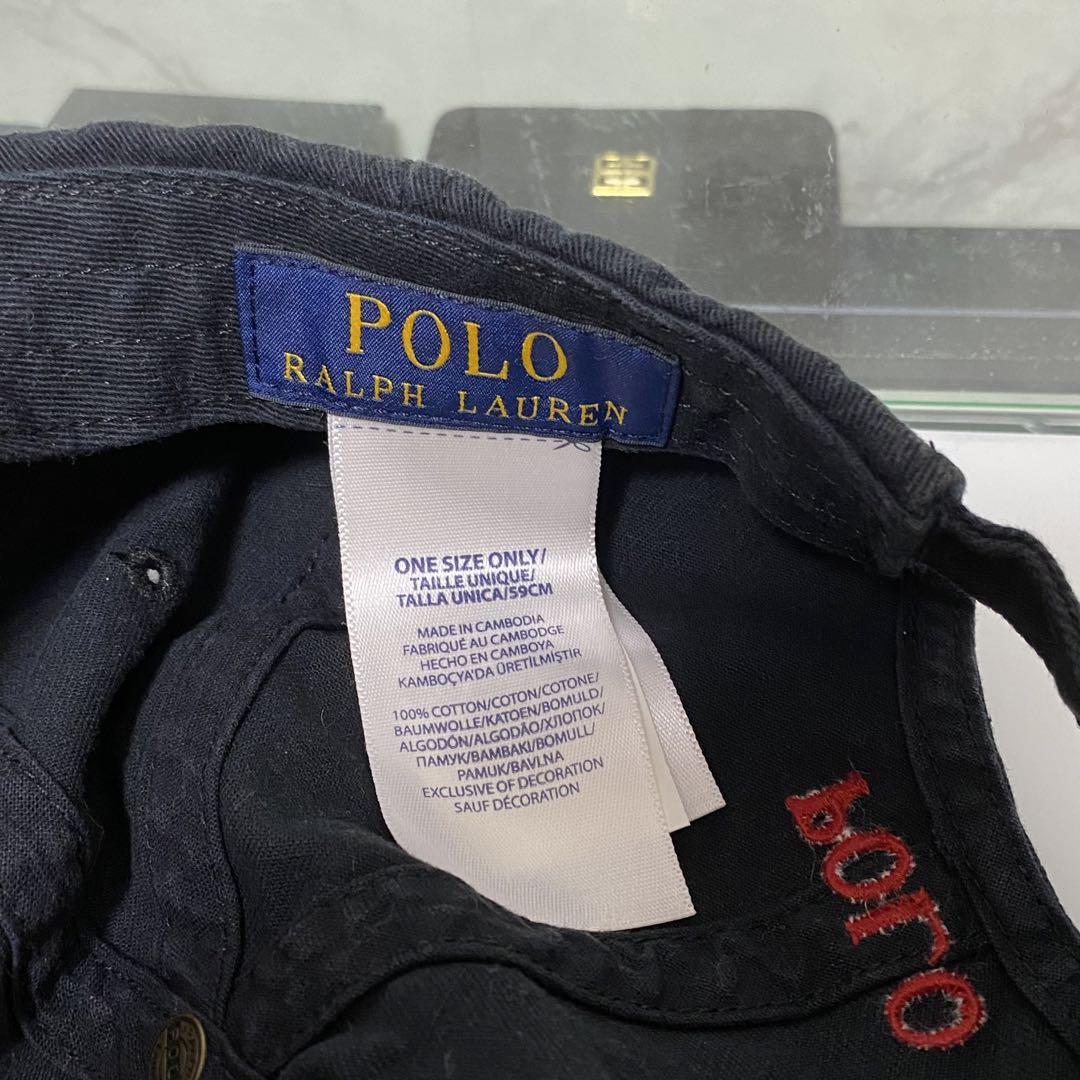 POLO
RALPH LAUREN
ONE SIZE ONLY/
TAILLE UNIQUE/
TALLA UNICA/59CM
MADE IN CAMBODIA
FABRIQUÉ AU CAMBODGE
HECHO EN CAMBOYA
KAMBOÇYA'DA ÜRETİLMİŞTİR
100% COTTON/COTON/COTONE/
BAUMWOLLE/KATOEN/BOMULD/
ALGODÓN/ALGODÃO/ХЛОПОК/
ПАМУК/BAMBAKI/BOMULL/
PAMUK/BAVLNA
EXCLUSIVE OF DECORATION
SAUF DÉCORATION
POLO